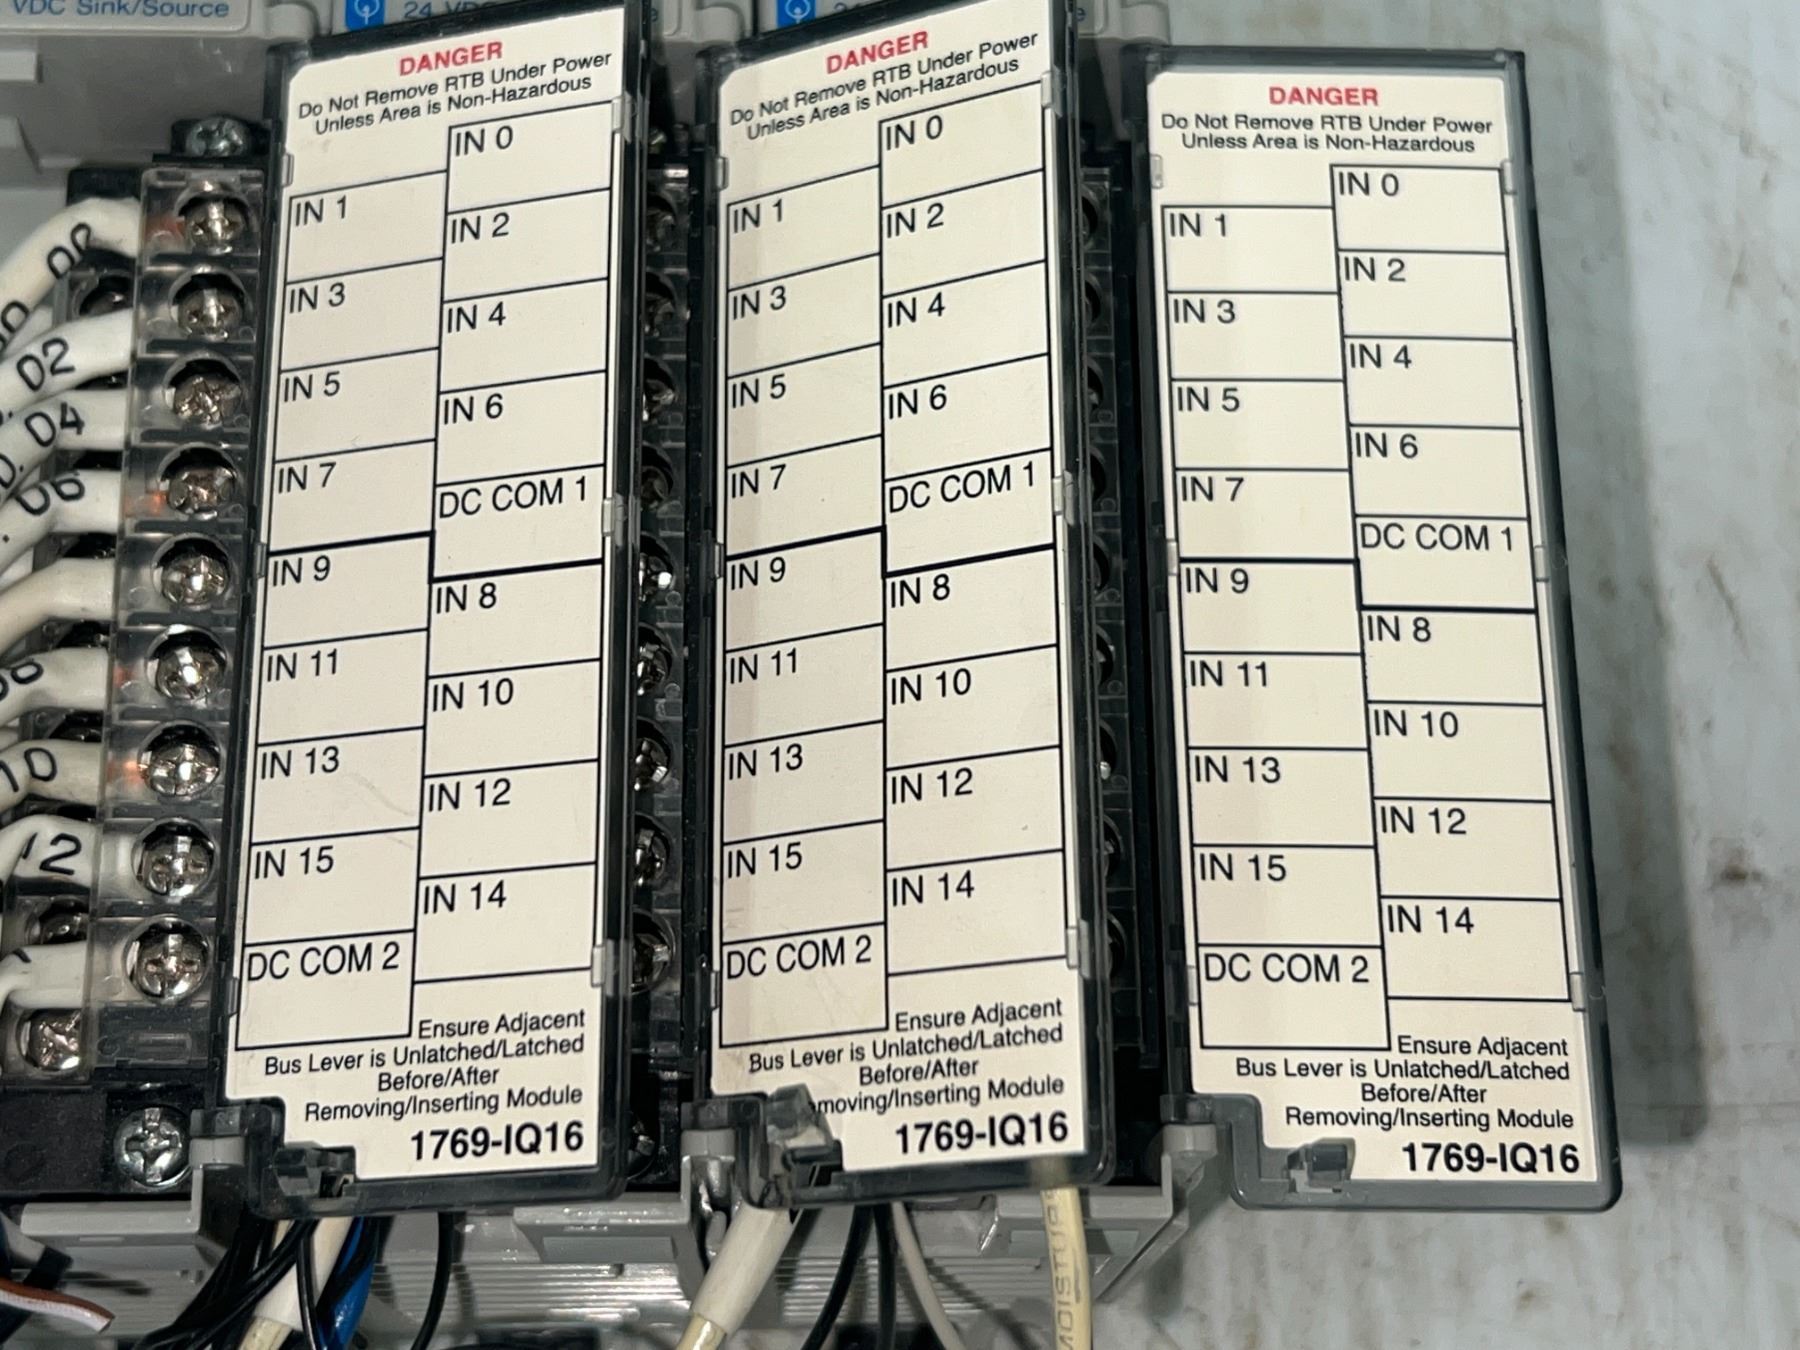 VDC Sink/Source
24 VDC
DANGER
Do Not Remove RTB Under Power
Unless Area is Non-Hazardous
IN 0
IN 1
IN 2
IN 3
IN 4
IN 5
IN 6
IN 7
DC COM 1
IN 9
IN 8
IN 11
IN 10
IN 13
IN 12
IN 15
IN 14
DC COM 2
Ensure Adjacent
Bus Lever is Unlatched/Latched
Before/After
Removing/Inserting Module
1769-IQ16
DANGER
Do Not Remove RTB Under Power
Unless Area is Non-Hazardous
IN 0
IN 1
IN 2
IN 3
IN 4
IN 5
IN 6
IN 7
DC COM 1
IN 9
IN 8
IN 11
IN 10
IN 13
IN 12
IN 15
IN 14
DC COM 2
Ensure Adjacent
Bus Lever is Unlatched/Latched
Before/After
moving/Inserting Module
1769-IQ16
DANGER
Do Not Remove RTB Under Power
Unless Area is Non-Hazardous
IN 0
IN 1
IN 2
IN 3
IN 4
IN 5
IN 6
IN 7
DC COM 1
IN 9
IN 8
IN 11
IN 10
IN 13
IN 12
IN 15
IN 14
DC COM 2
Ensure Adjacent
Bus Lever is Unlatched/Latched
Before/After
Removing/Inserting Module
1769-IQ16
00
02
04
06
10
12
MOISTURE